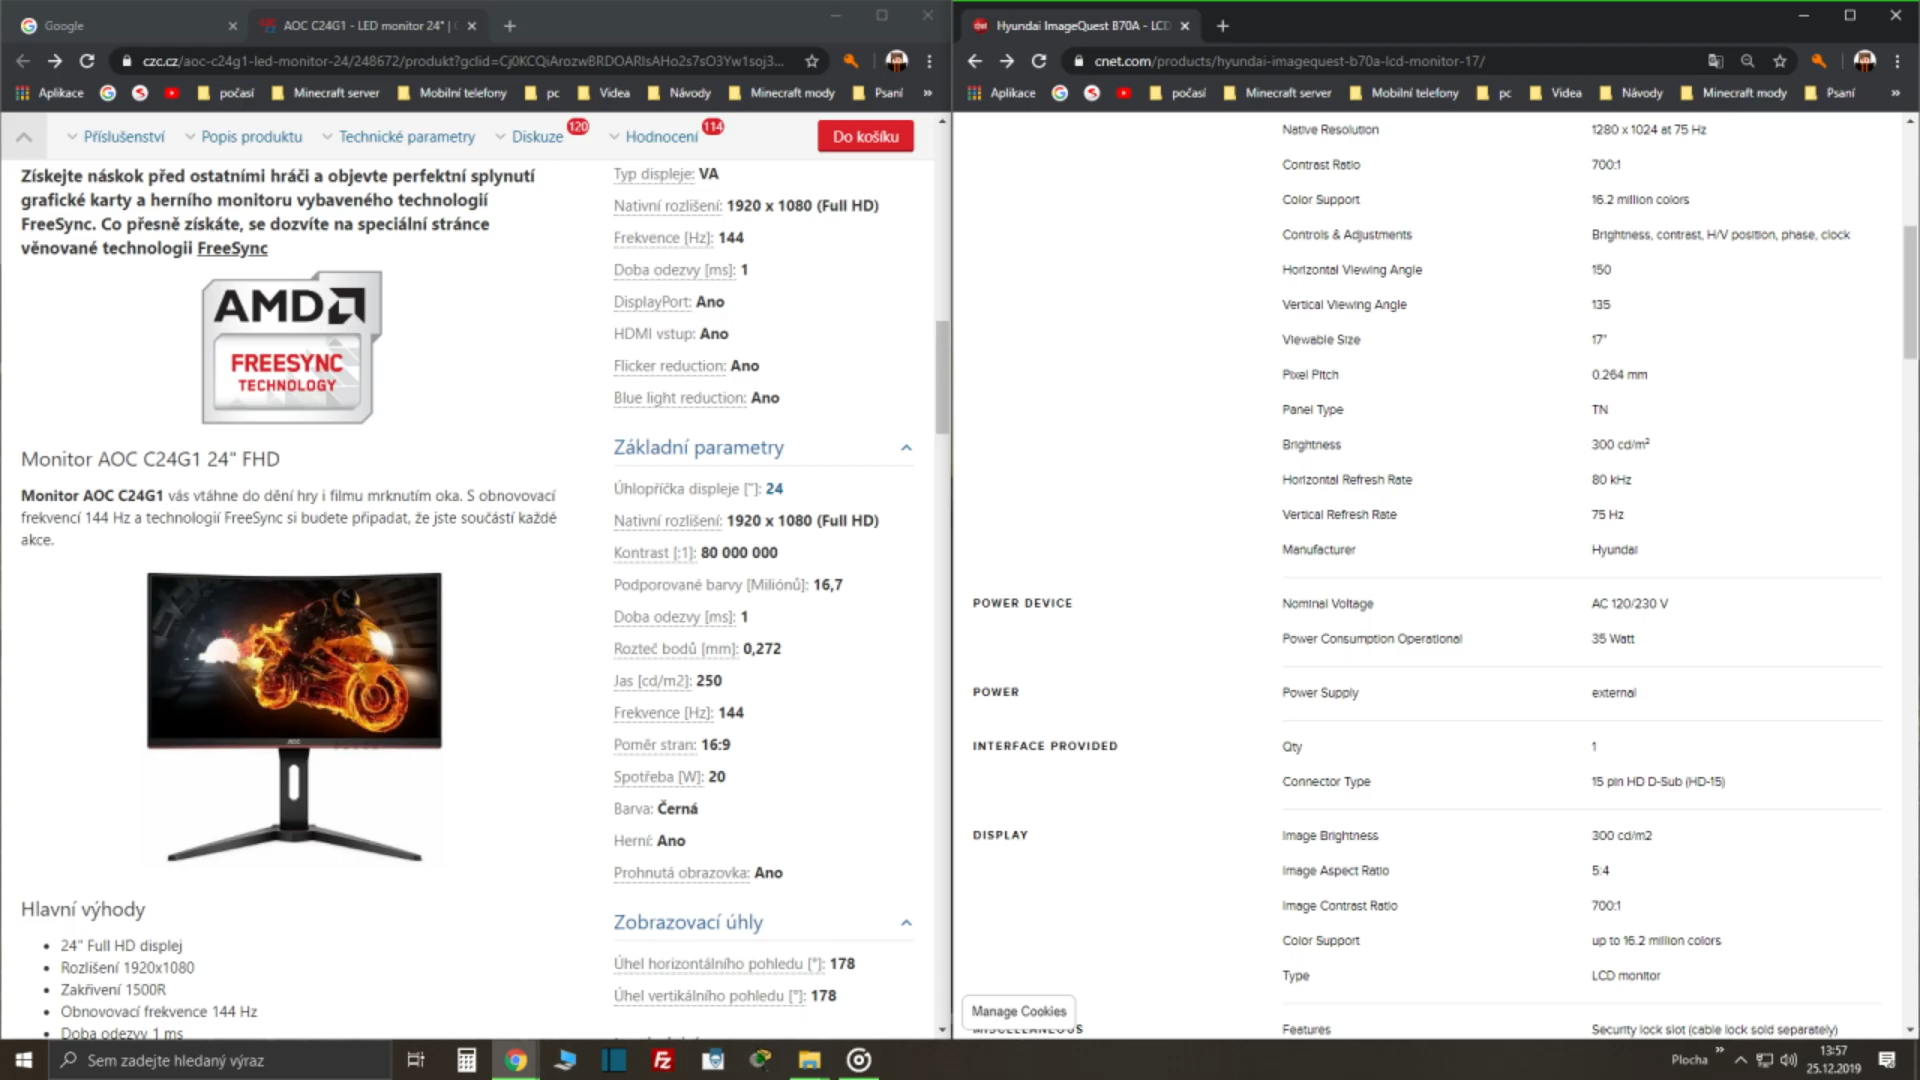 Google
AOC C24G1 - LED monitor 24" |
czc.cz/aoc-c24g1-led-monitor-24/248672/produkt?gclid=Cj0KCQiArozwBRDOARIsAHo2s7sO3Yw1soj3...
Aplikace
počasí
Minecraft server
Mobilní telefony
pc
Videa
Návody
Minecraft mody
Psaní
»
Příslušenství
Popis produktu
Technické parametry
Diskuze
120
Hodnocení
114
Do košíku
Získejte náskok před ostatními hráči a objevte perfektní splynutí
grafické karty a herního monitoru vybaveného technologií
FreeSync. Co přesně získáte, se dozvíte na speciální stránce
věnované technologii FreeSync
AMD
FREESYNC
TECHNOLOGY
Monitor AOC C24G1 24" FHD
Monitor AOC C24G1 vás vtáhne do dění hry i filmu mrknutím oka. S obnovovací
frekvencí 144 Hz a technologií FreeSync si budete připadat, že jste součástí každé
akce.
AOC
Hlavní výhody
24" Full HD displej
Rozlišení 1920x1080
Zakřivení 1500R
Obnovovací frekvence 144 Hz
Doba odezvy 1 ms
Typ displeje: VA
Nativní rozlišení: 1920 x 1080 (Full HD)
Frekvence [Hz]: 144
Doba odezvy [ms]: 1
DisplayPort: Ano
HDMI vstup: Ano
Flicker reduction: Ano
Blue light reduction: Ano
Základní parametry
Úhlopříčka displeje ["]: 24
Nativní rozlišení: 1920 x 1080 (Full HD)
Kontrast [:1]: 80 000 000
Podporované barvy [Miliónů]: 16,7
Doba odezvy [ms]: 1
Rozteč bodů [mm]: 0,272
Jas [cd/m2]: 250
Frekvence [Hz]: 144
Poměr stran: 16:9
Spotřeba [W]: 20
Barva: Černá
Herní: Ano
Prohnutá obrazovka: Ano
Zobrazovací úhly
Úhel horizontálního pohledu [°]: 178
Úhel vertikálního pohledu [°]: 178
Hyundai ImageQuest B70A - LCD
cnet.com/products/hyundai-imagequest-b70a-lcd-monitor-17/
Aplikace
počasí
Minecraft server
Mobilní telefony
pc
Videa
Návody
Minecraft mody
Psaní
»
Native Resolution 1280 x 1024 at 75 Hz
Contrast Ratio 700:1
Color Support 16.2 million colors
Controls & Adjustments Brightness, contrast, H/V position, phase, clock
Horizontal Viewing Angle 150
Vertical Viewing Angle 135
Viewable Size 17"
Pixel Pitch 0.264 mm
Panel Type TN
Brightness 300 cd/m²
Horizontal Refresh Rate 80 kHz
Vertical Refresh Rate 75 Hz
Manufacturer Hyundai
POWER DEVICE Nominal Voltage AC 120/230 V
Power Consumption Operational 35 Watt
POWER Power Supply external
INTERFACE PROVIDED Qty 1
Connector Type 15 pin HD D-Sub (HD-15)
DISPLAY Image Brightness 300 cd/m2
Image Aspect Ratio 5:4
Image Contrast Ratio 700:1
Color Support up to 16.2 million colors
Type LCD monitor
Manage Cookies
MISCELLANEOUS Features Security lock slot (cable lock sold separately)
Sem zadejte hledaný výraz
Plocha
»
13:57
25.12.2019